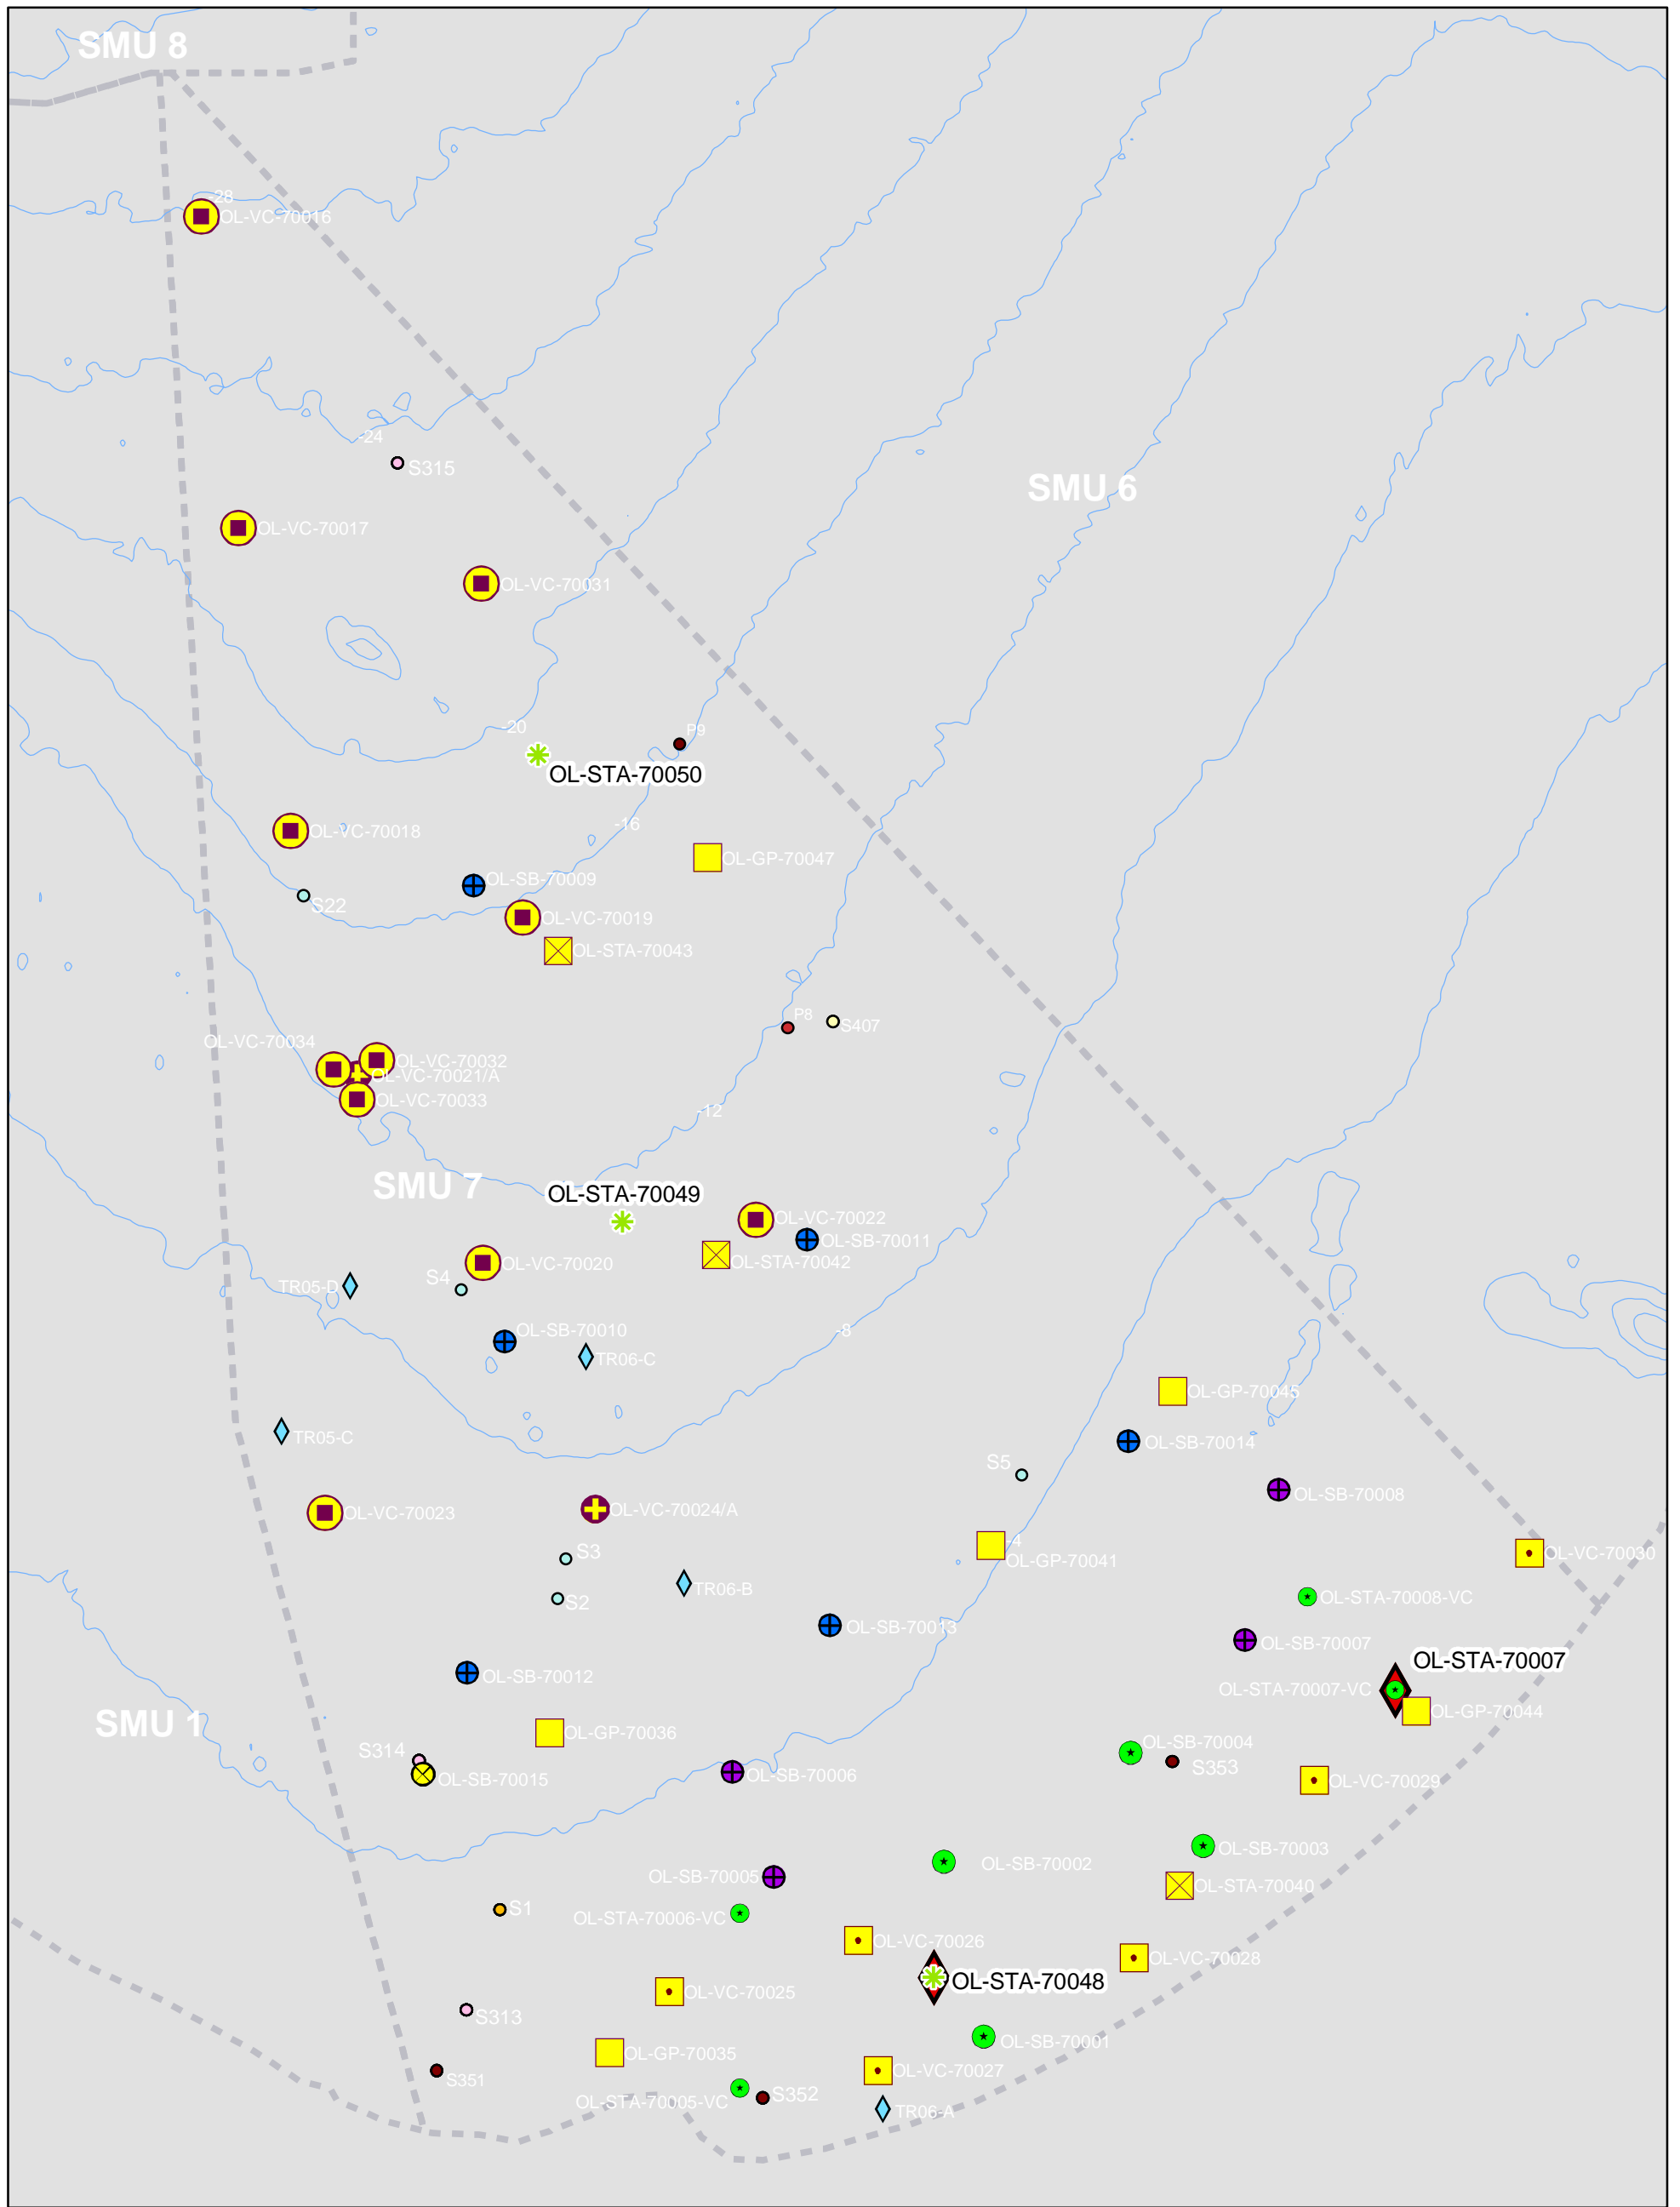 SMU 8
-28
OL-VC-70016
-24
S315
SMU 6
OL-VC-70017
OL-VC-70031
-20
P9
OL-STA-70050
-16
OL-VC-70018
OL-GP-70047
OL-SB-70009
S22
OL-VC-70019
OL-STA-70043
P8
S407
OL-VC-70034
OL-VC-70032
OL-VC-70021/A
OL-VC-70033
-12
SMU 7
OL-STA-70049
OL-VC-70022
OL-SB-70011
OL-STA-70042
OL-VC-70020
S4
TR05-D
OL-SB-70010
-8
TR06-C
OL-GP-70045
TR05-C
OL-SB-70014
S5
OL-SB-70008
OL-VC-70023
OL-VC-70024/A
-4
OL-GP-70041
S3
OL-VC-70030
TR06-B
OL-STA-70008-VC
S2
OL-SB-70013
OL-SB-70007
OL-STA-70007
OL-SB-70012
OL-STA-70007-VC
OL-GP-70044
SMU 1
OL-GP-70036
OL-SB-70004
S314
S353
OL-SB-70015
OL-SB-70006
OL-VC-70029
OL-SB-70003
OL-SB-70002
OL-SB-70005
OL-STA-70040
S1
OL-STA-70006-VC
OL-VC-70026
OL-VC-70028
OL-STA-70048
OL-VC-70025
S313
OL-SB-70001
OL-GP-70035
OL-VC-70027
S351
S352
OL-STA-70005-VC
TR06-A